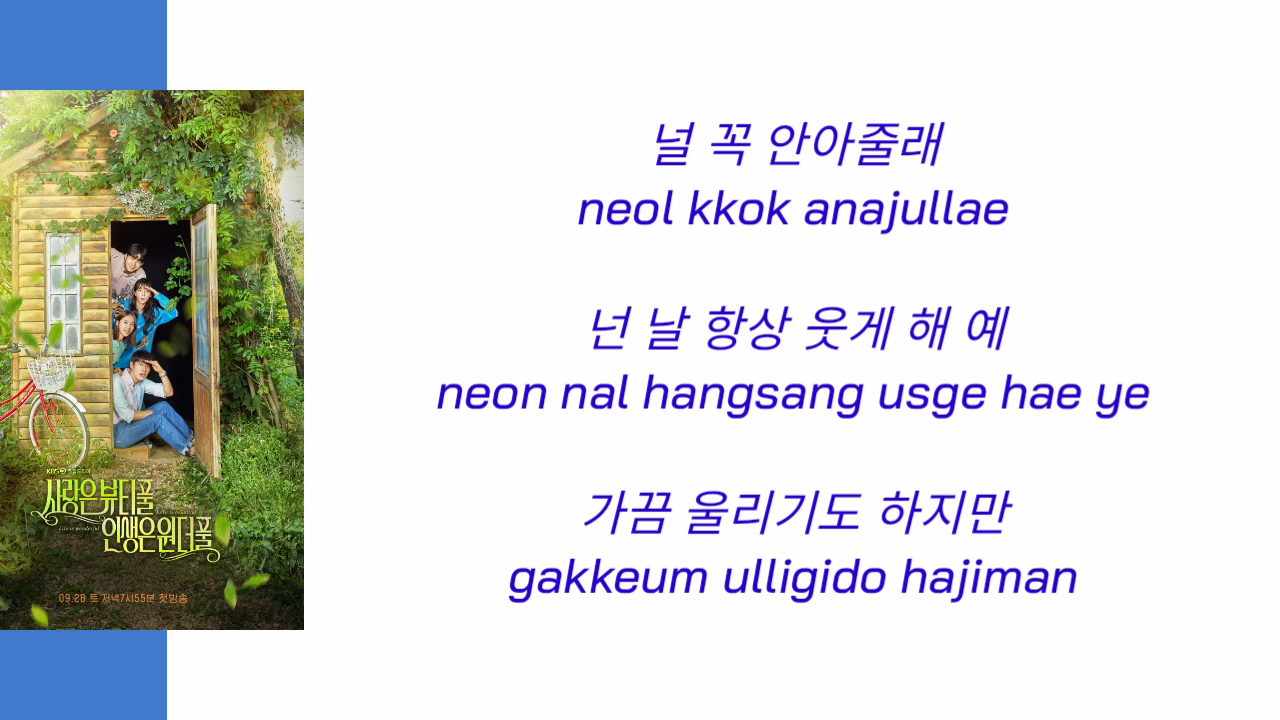 널 꼭 안아줄래
neol kkok anajullae
넌 날 항상 웃게 해 예
neon nal hangsang usge hae ye
가끔 울리기도 하지만
gakkeum ulligido hajiman
사랑은 뷰티풀
인생은 원더풀
09.28 토 저녁7시55분 첫방송